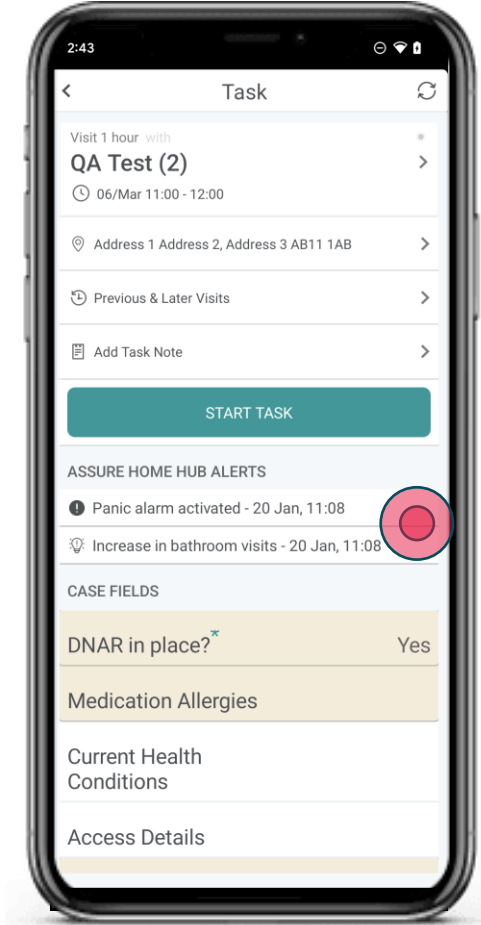 2:43
Task
Visit 1 hour with
QA Test (2)
06/Mar 11:00 - 12:00
Address 1 Address 2, Address 3 AB11 1AB
Previous & Later Visits
Add Task Note
START TASK
ASSURE HOME HUB ALERTS
Panic alarm activated - 20 Jan, 11:08
Increase in bathroom visits - 20 Jan, 11:08
CASE FIELDS
DNAR in place?* Yes
Medication Allergies
Current Health
Conditions
Access Details